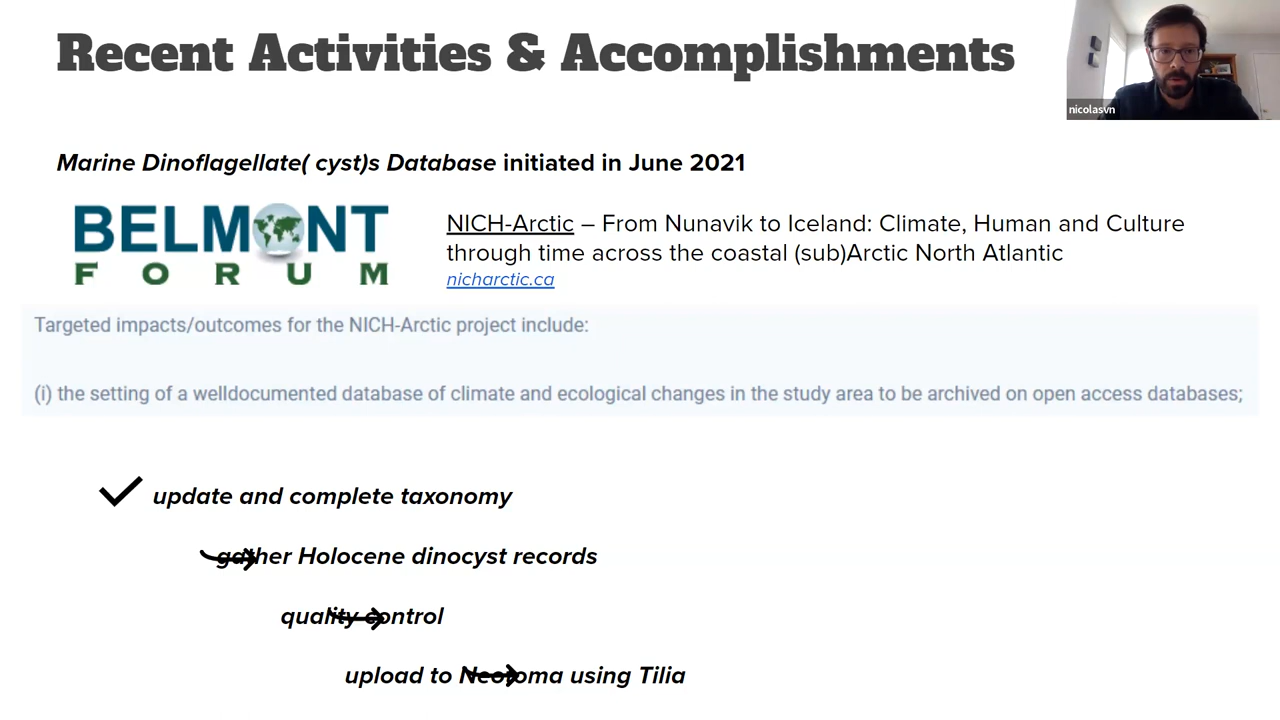 Recent Activities & Accomplishments
nicolasvn
Marine Dinoflagellate( cyst)s Database initiated in June 2021
BELMONT
FORUM
NICH-Arctic – From Nunavik to Iceland: Climate, Human and Culture
through time across the coastal (sub)Arctic North Atlantic
nicharctic.ca
Targeted impacts/outcomes for the NICH-Arctic project include:
(i) the setting of a welldocumented database of climate and ecological changes in the study area to be archived on open access databases;
update and complete taxonomy
gather Holocene dinocyst records
quality control
upload to Neotoma using Tilia